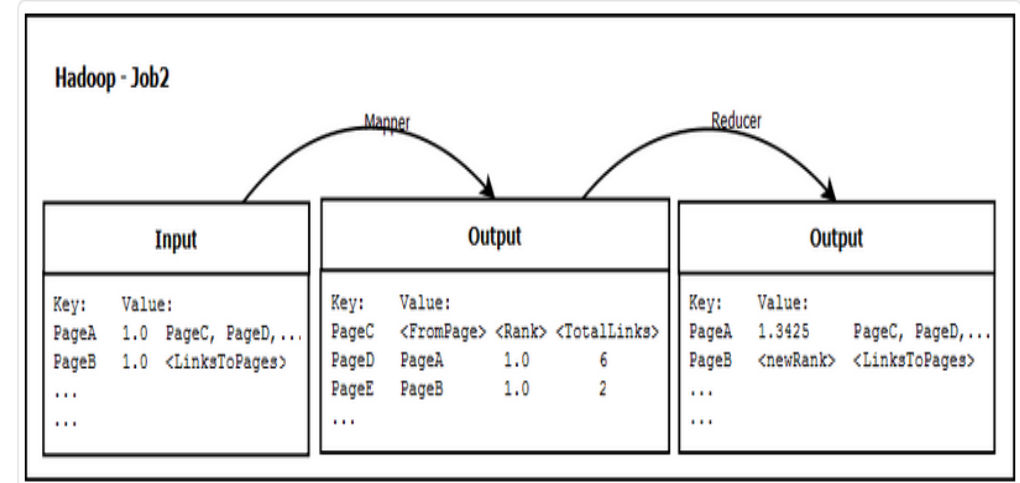 Hadoop - Job2
Mapper
Reducer
Input
Key: Value:
PageA 1.0 PageC, PageD,...
PageB 1.0 <LinksToPages>
...
...
Output
Key: Value:
PageC <FromPage> <Rank> <TotalLinks>
PageD PageA 1.0 6
PageE PageB 1.0 2
...
Output
Key: Value:
PageA 1.3425 PageC, PageD,...
PageB <newRank> <LinksToPages>
...
...